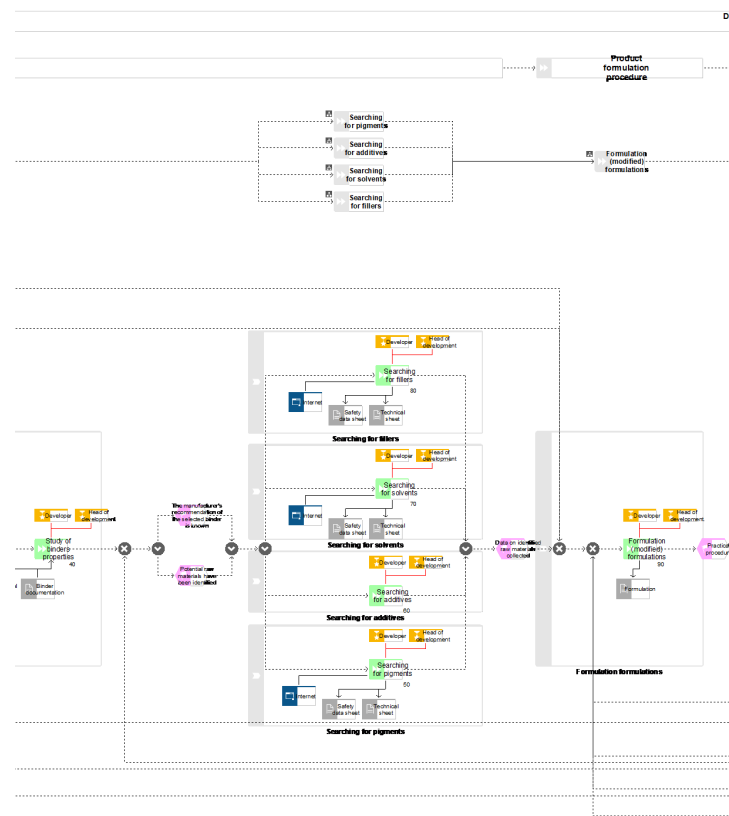 D
Product
formulation
procedure
Searching
for pigments
Searching
for additives
Searching
for solvents
Searching
for fillers
Formulation
(modified)
formulations
Developer
Head of
development
Searching
for fillers
80
Internet
Safety
data sheet
Technical
sheet
Searching for fillers
Developer
Head of
development
Searching
for solvents
70
Internet
Safety
data sheet
Technical
sheet
Searching for solvents
Developer
Head of
development
Searching
for additives
60
Searching for additives
Developer
Head of
development
Searching
for pigments
50
Internet
Safety
data sheet
Technical
sheet
Searching for pigments
Developer
Head of
development
Study of
binder's
properties
40
Binder
documentation
The manufacturer's
recommendation of
the selected binder
is known
Potential raw
materials have
been identified
Data on identified
raw materials
collected
Developer
Head of
development
Formulation
(modified)
formulations
90
Formulation
Formulation formulations
Practical
procedur